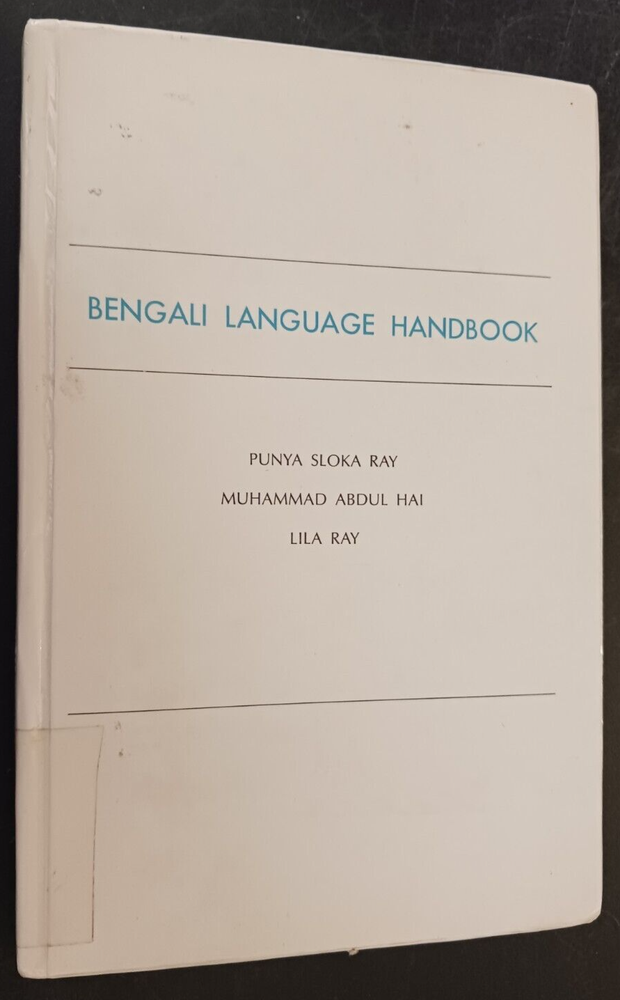 BENGALI LANGUAGE HANDBOOK
PUNYA SLOKA RAY
MUHAMMAD ABDUL HAI
LILA RAY